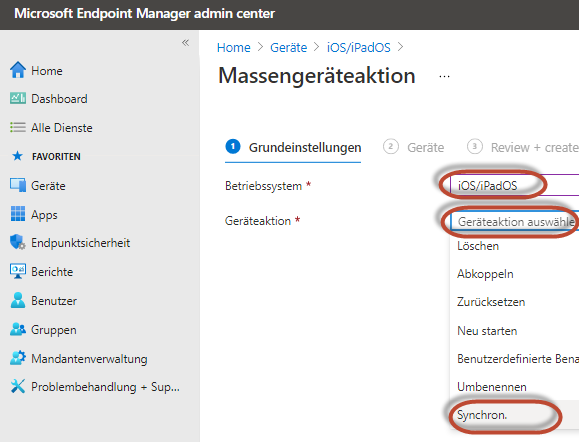 Microsoft Endpoint Manager admin center
«
Home > Geräte > iOS/iPadOS >
Massengeräteaktion ...
Home
Dashboard
Alle Dienste
FAVORITEN
Geräte
Apps
Endpunktsicherheit
Berichte
Benutzer
Gruppen
Mandantenverwaltung
Problembehandlung + Sup...
1 Grundeinstellungen 2 Geräte 3 Review + create
Betriebssystem * iOS/iPadOS
Geräteaktion * Geräteaktion auswähle
Löschen
Abkoppeln
Zurücksetzen
Neu starten
Benutzerdefinierte Bena
Umbenennen
Synchron.